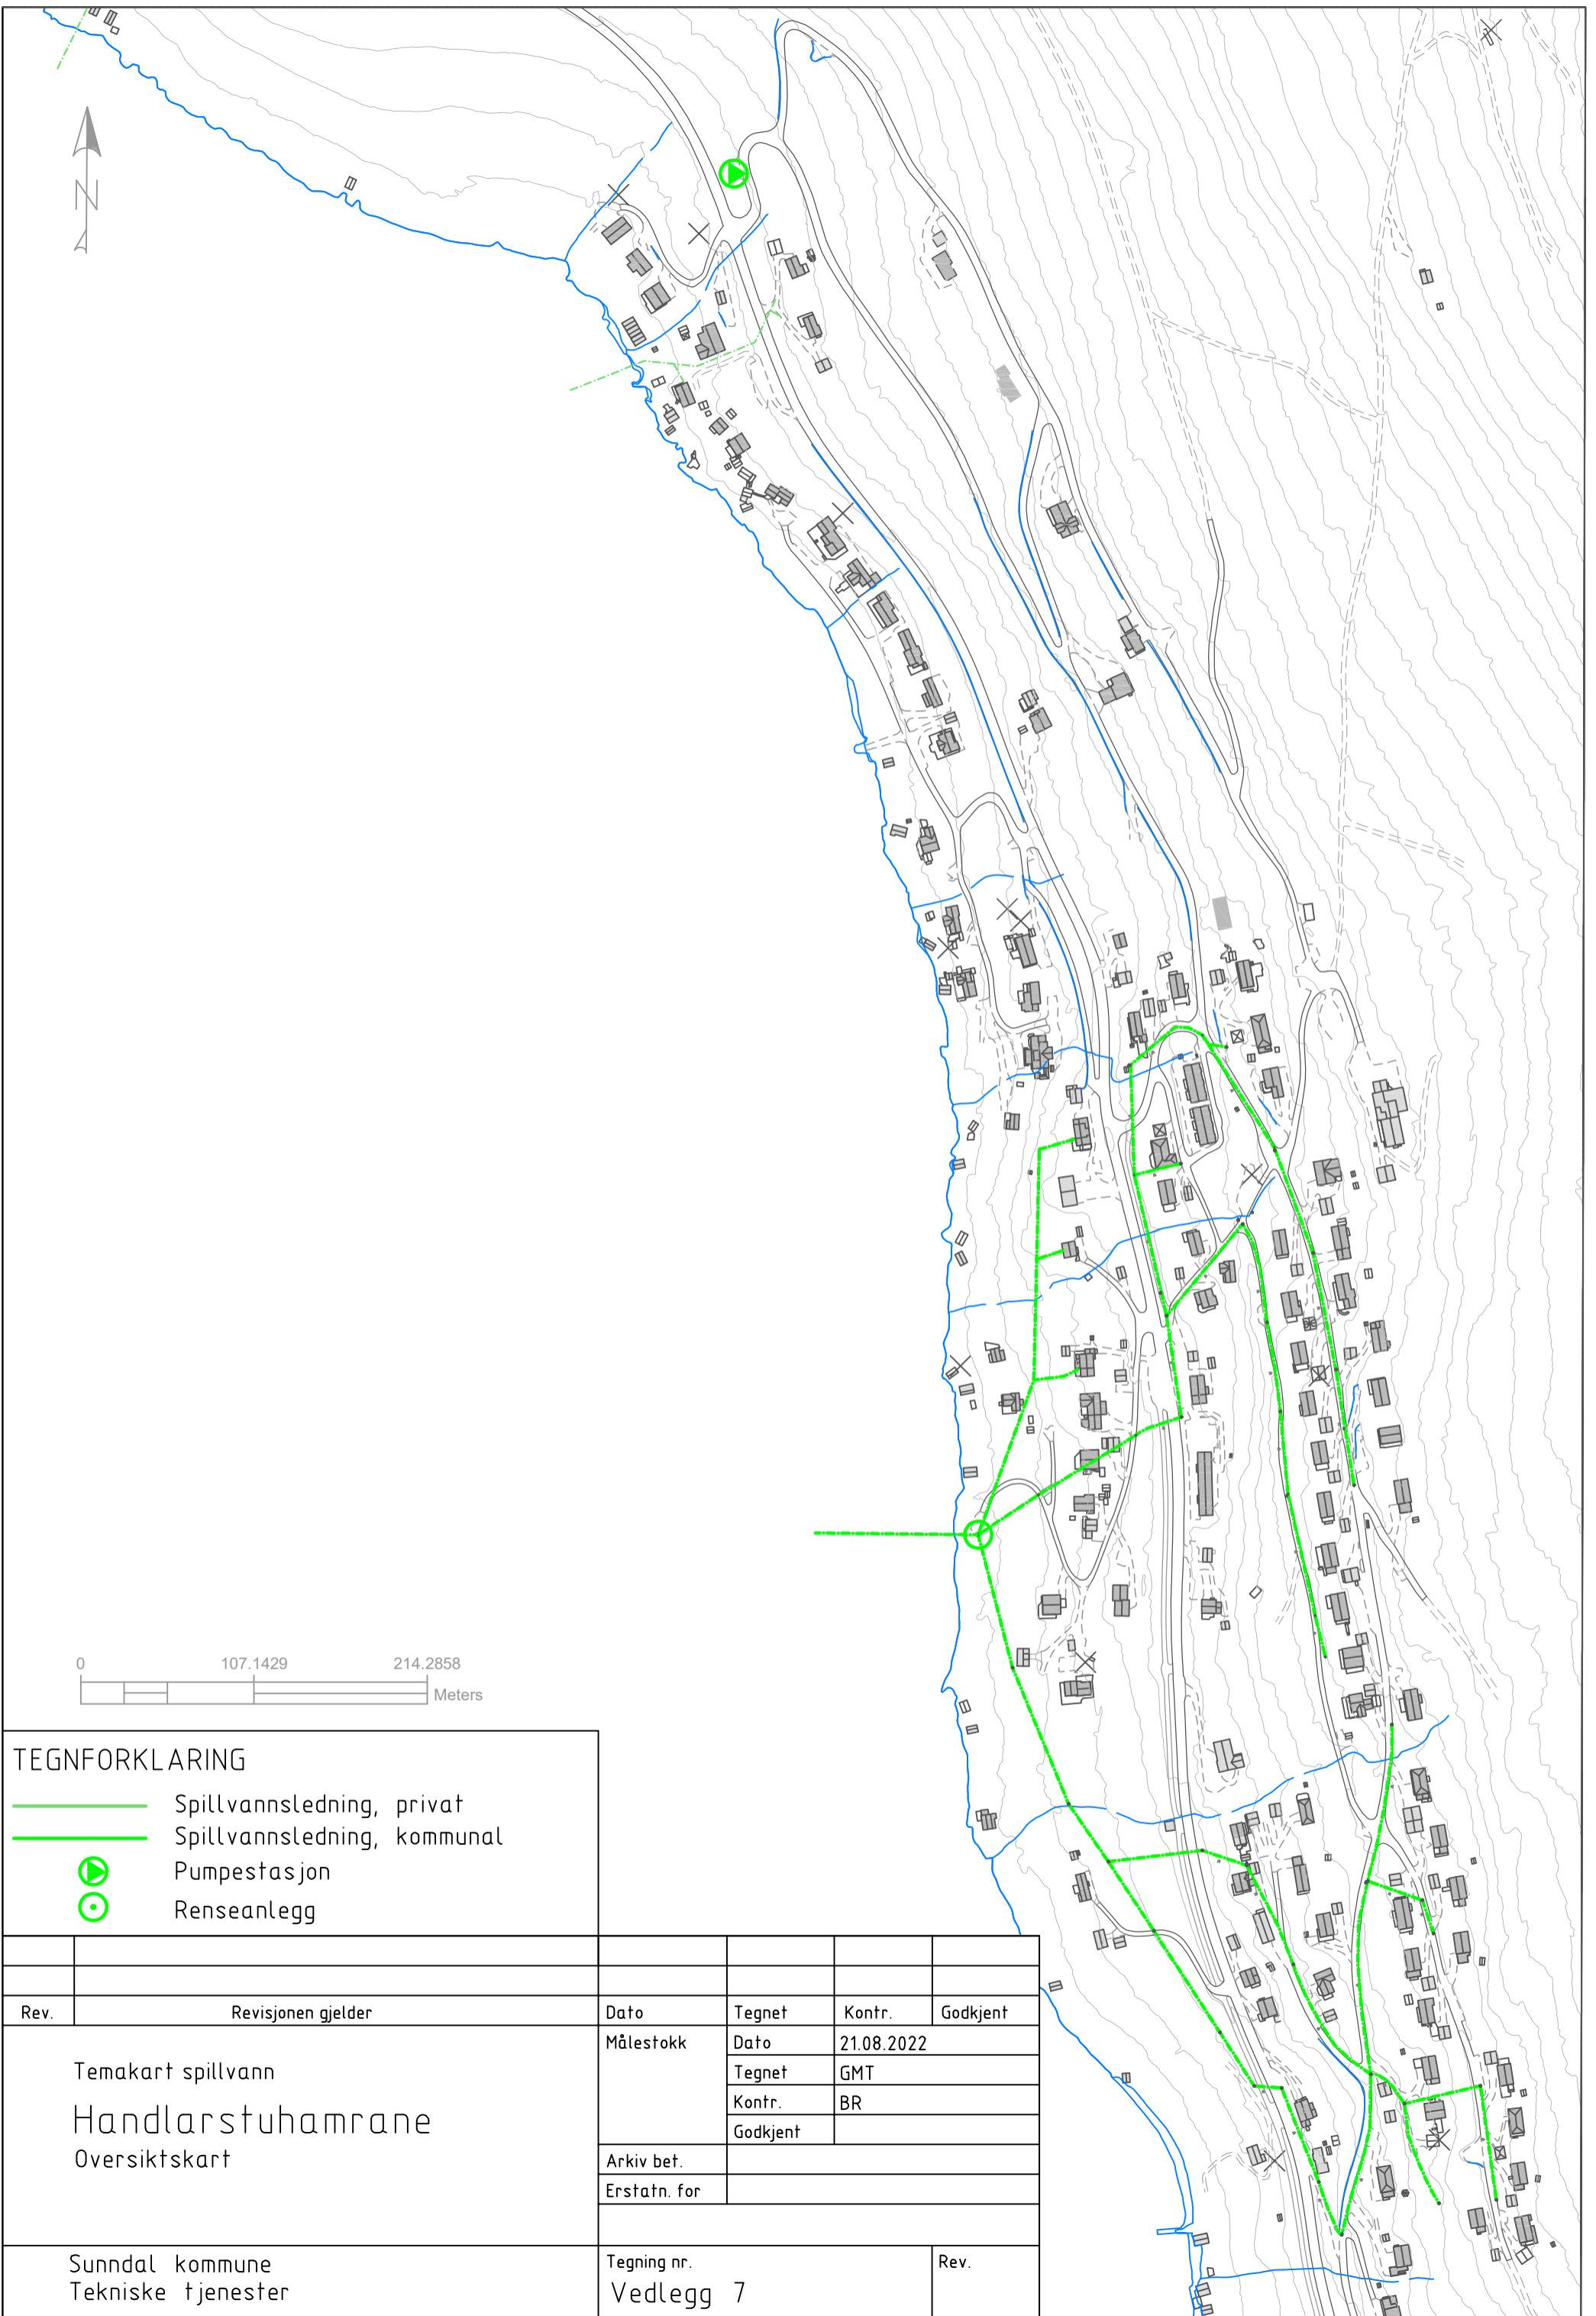 N
0 107.1429 214.2858
Meters
TEGNFORKLARING
Spillvannsledning, privat
Spillvannsledning, kommunal
Pumpestasjon
Renseanlegg
Rev. Revisjonen gjelder Dato Tegnet Kontr. Godkjent
Temakart spillvann
Handlarstuhamrane
Oversiktskart
Målestokk
Dato 21.08.2022
Tegnet GMT
Kontr. BR
Godkjent
Arkiv bet.
Erstatn. for
Sunndal kommune
Tekniske tjenester
Tegning nr.
Vedlegg 7
Rev.